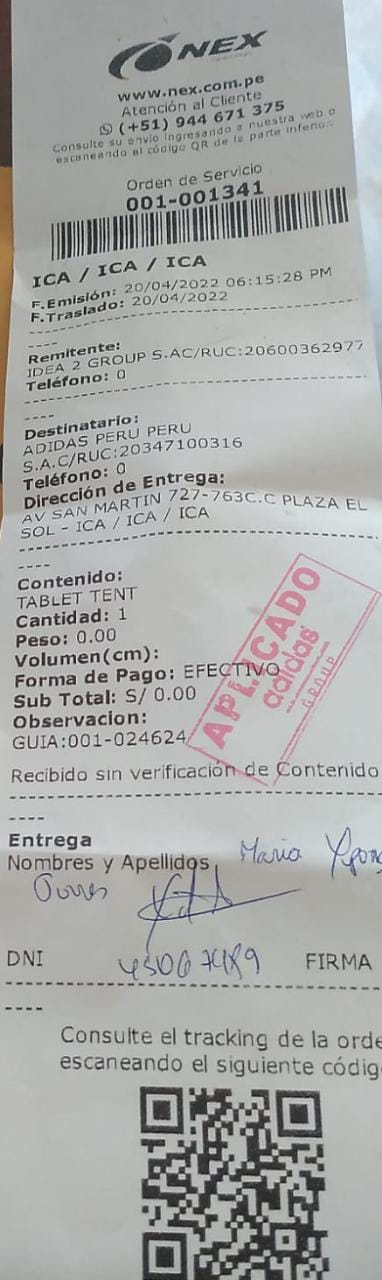 NEX
www.nex.com.pe
Atención al Cliente
(+51) 944 671 375
Consulte su envio ingresando a nuestra web o
escaneando el código QR de la parte inferior.
Orden de Servicio
001-001341
ICA / ICA / ICA
F.Emisión: 20/04/2022 06:15:28 PM
F.Traslado: 20/04/2022
----
Remitente:
IDEA 2 GROUP S.AC/RUC:20600362977
Teléfono: 0
----
Destinatario:
ADIDAS PERU PERU
S.A.C/RUC:20347100316
Teléfono: 0
Dirección de Entrega:
AV SAN MARTIN 727-763C.C PLAZA EL
SOL - ICA / ICA / ICA
----
Contenido:
TABLET TENT
Cantidad: 1
Peso: 0.00
Volumen(cm):
Forma de Pago: EFECTIVO
Sub Total: S/ 0.00
Observacion:
GUIA:001-024624
APLICADO
adidas
GROUP
Recibido sin verificación de Contenido
----
Entrega
Nombres y Apellidos Maria
DNI FIRMA
----
Consulte el tracking de la orde
escaneando el siguiente códig